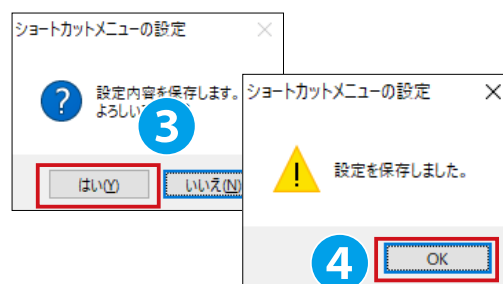 ショートカットメニューの設定
設定内容を保存します。
よろしい
3
はい(Y)
いいえ(N)
ショートカットメニューの設定
設定を保存しました。
4
OK